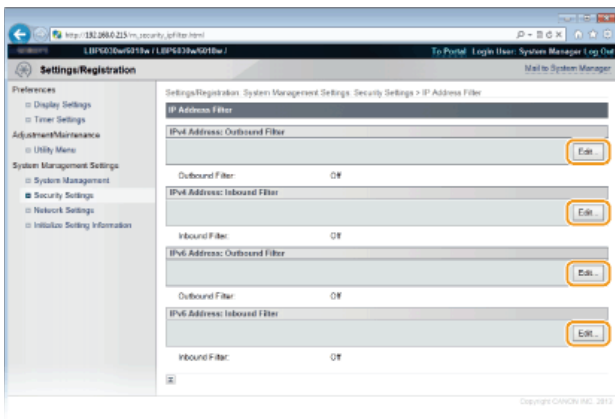 http://192.168.0.215/m_security_ipfilter.html
LBP6030w/6018w / LBP6030w/6018w /
To Portal Login User: System Manager Log Out
Settings/Registration
Mail to System Manager
Preferences
Display Settings
Timer Settings
Adjustment/Maintenance
Utility Menu
System Management Settings
System Management
Security Settings
Network Settings
Initialize Setting Information
Settings/Registration: System Management Settings: Security Settings > IP Address Filter
IP Address Filter
IPv4 Address: Outbound Filter
Edit...
Outbound Filter: Off
IPv4 Address: Inbound Filter
Edit...
Inbound Filter: Off
IPv6 Address: Outbound Filter
Edit...
Outbound Filter: Off
IPv6 Address: Inbound Filter
Edit...
Inbound Filter: Off
Copyright CANON INC. 2013